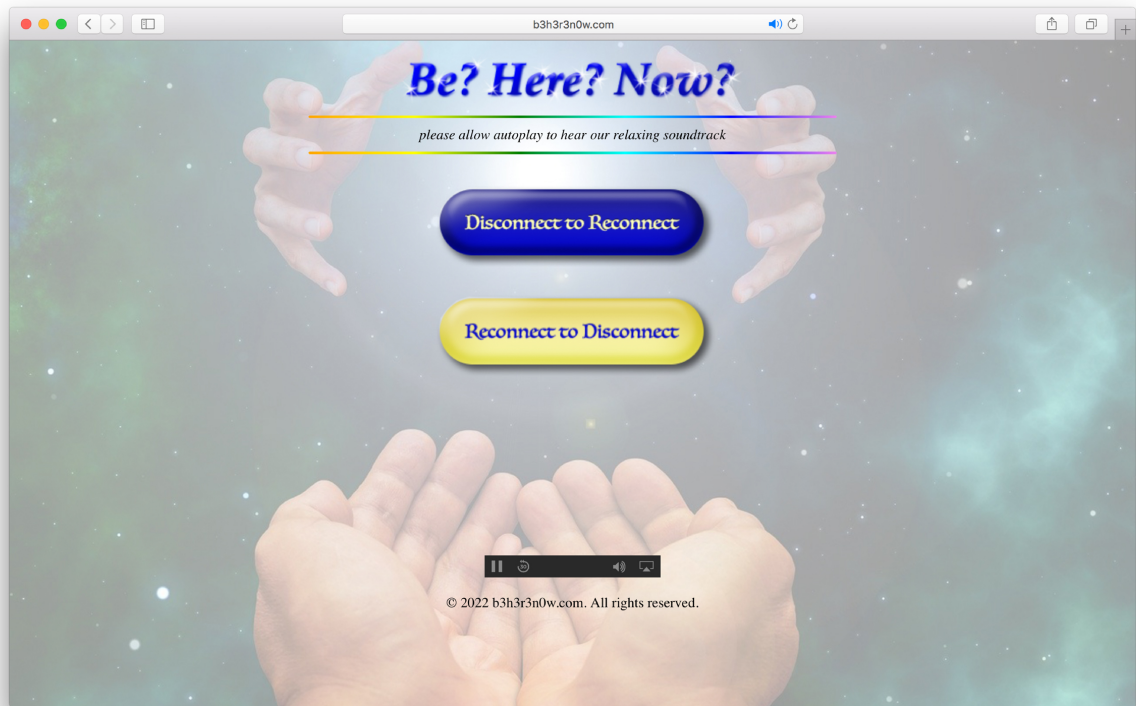 b3h3r3n0w.com
Be? Here? Now?
please allow autoplay to hear our relaxing soundtrack
Disconnect to Reconnect
Reconnect to Disconnect
30
© 2022 b3h3r3n0w.com. All rights reserved.